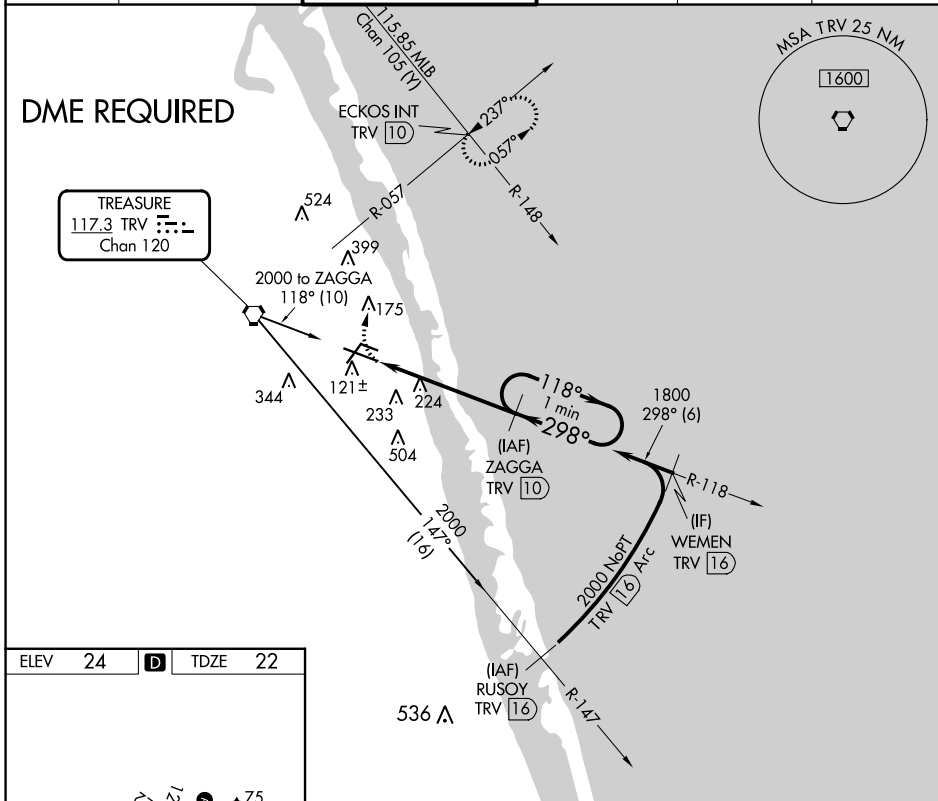 115.85 MLB
Chan 105 (Y)
MSA TRV 25 NM
1600
DME REQUIRED
ECKOS INT
TRV 10
237°
057°
R-057
R-148
TREASURE
117.3 TRV
Chan 120
524
399
2000 to ZAGGA
118° (10)
175
344
121±
233
224
504
118°
1 min
298°
1800
298° (6)
(IAF)
ZAGGA
TRV 10
R-118
(IF)
WEMEN
TRV 16
2000
147°
(16)
2000 NoPT
TRV 16 Arc
(IAF)
RUSOY
TRV 16
R-147
536
ELEV 24 D TDZE 22
75